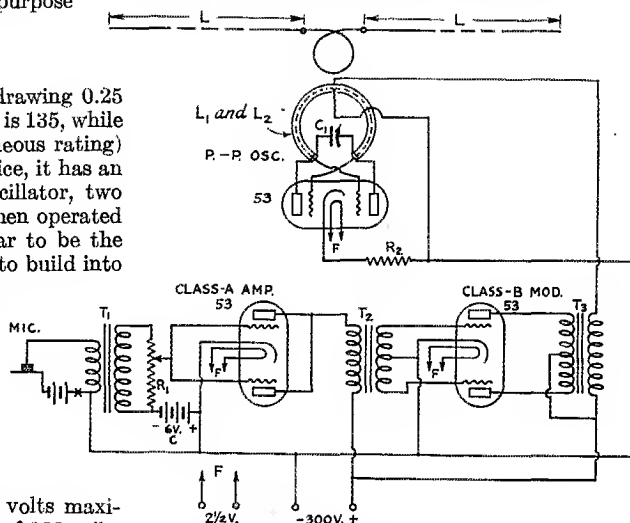 purpose
L
L
drawing 0.25
is 135, while
eous rating)
ice, it has an
cillator, two
hen operated
ar to be the
to build into
L1 and L2
C1
P.-P. OSC.
53
F
R2
CLASS-A AMP.
53
CLASS-B MOD.
53
MIC.
T1
T2
T3
R1
F
F
- 6V. +
C
F
2½V.
-300V. +
volts maxi-